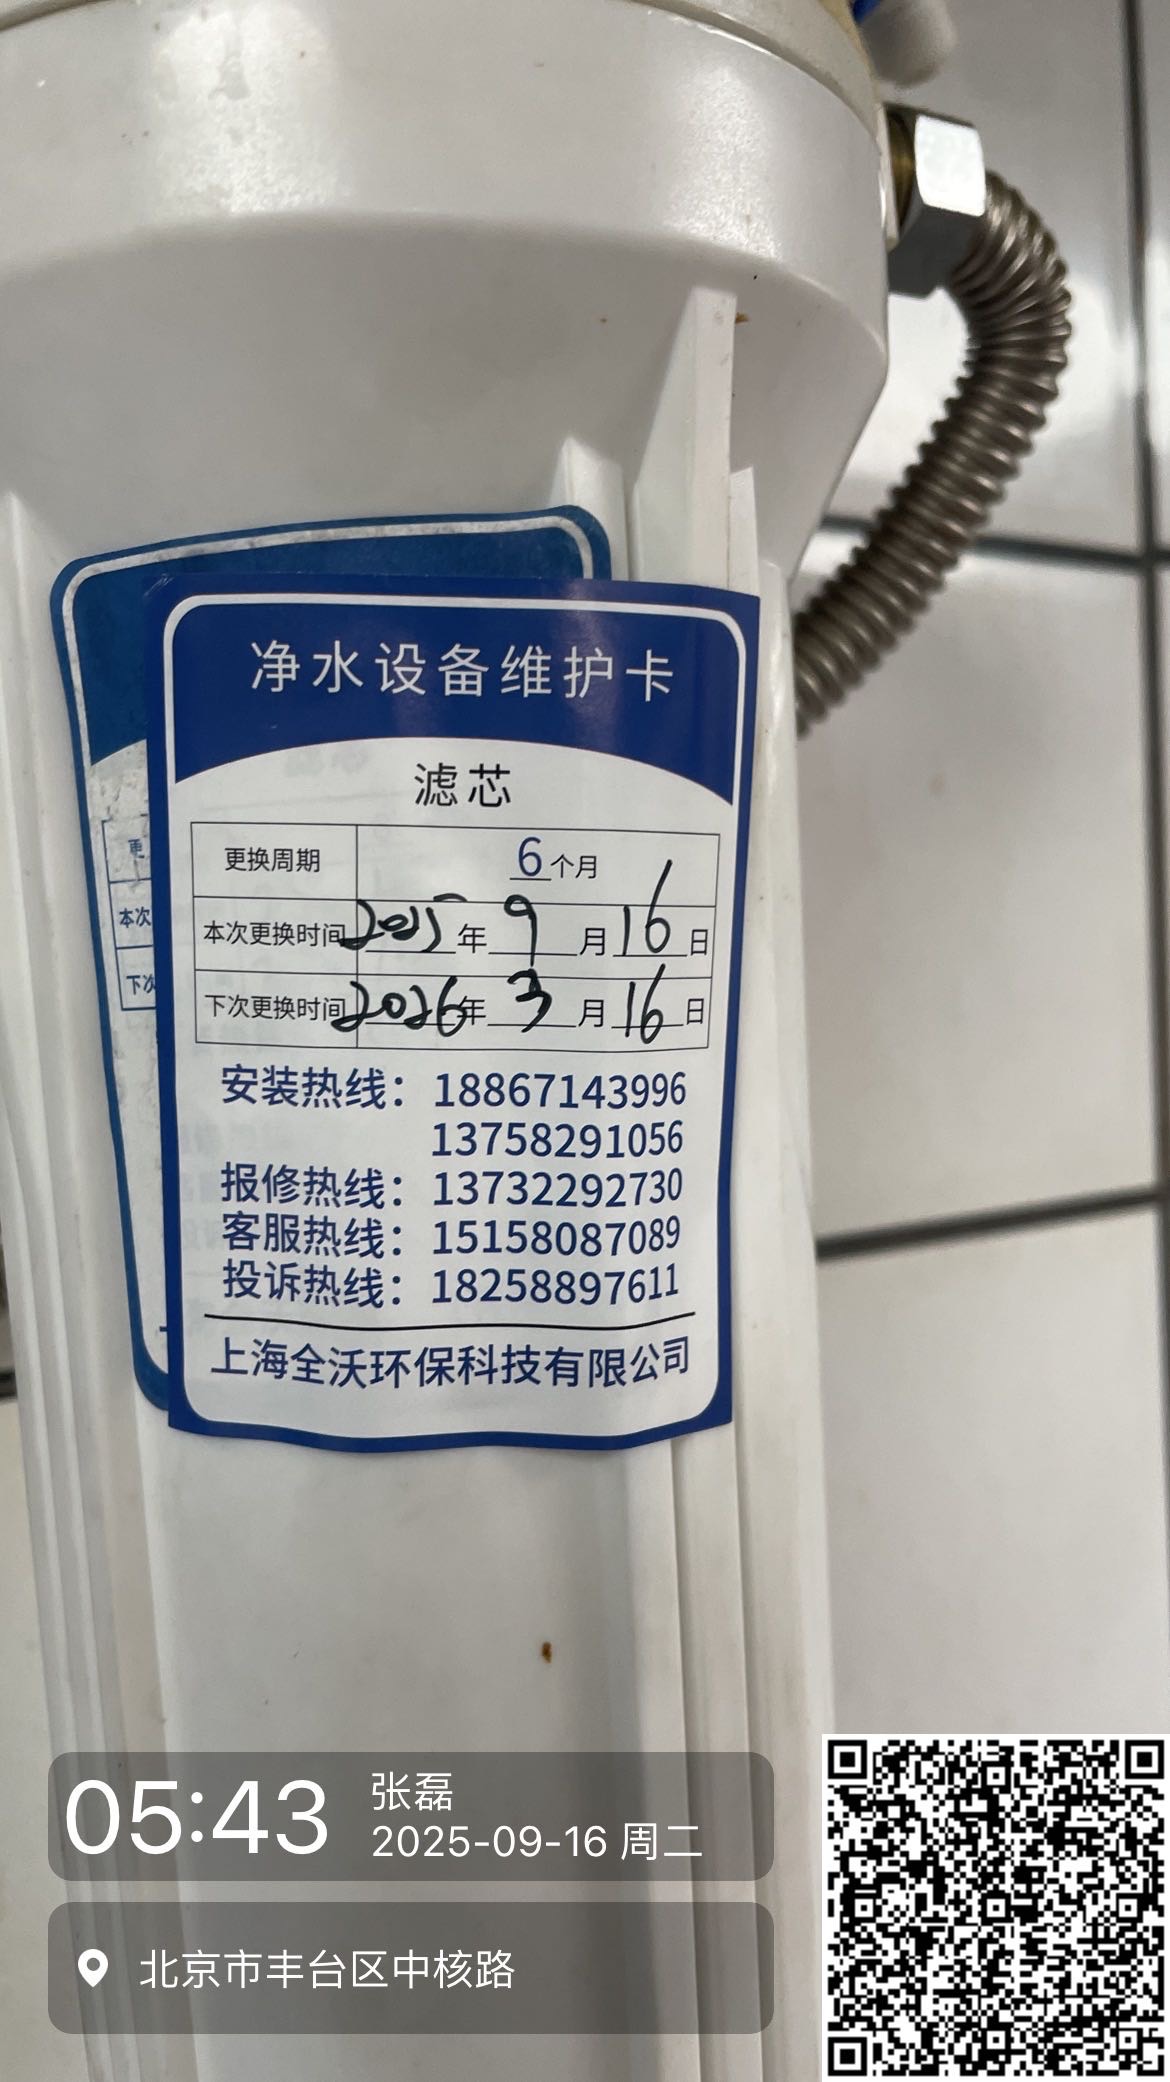 净水设备维护卡
滤芯
更换周期 6个月
本次更换时间 2025年9月16日
下次更换时间 2026年3月16日
安装热线：18867143996
13758291056
报修热线：13732292730
客服热线：15158087089
投诉热线：18258897611
上海全沃环保科技有限公司
更
本次
下次
05:43
张磊
2025-09-16 周二
北京市丰台区中核路